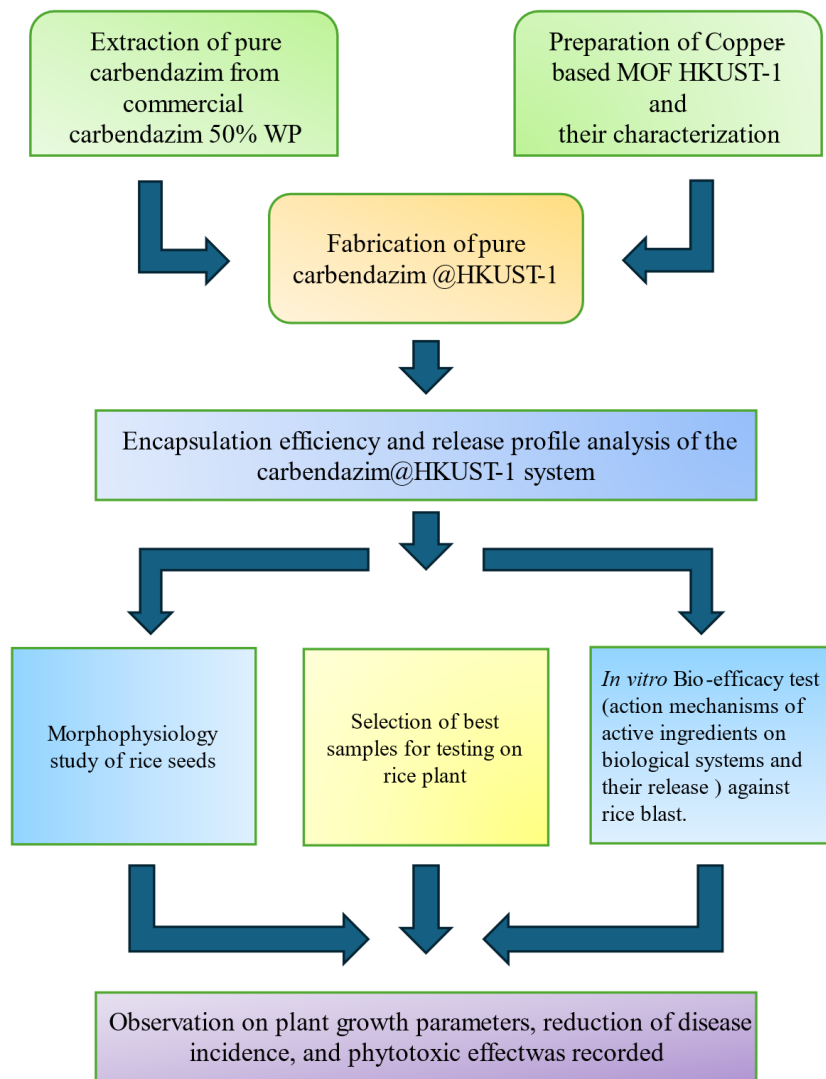 Extraction of pure
carbendazim from
commercial
carbendazim 50% WP
Preparation of Copper-
based MOF HKUST-1
and
their characterization
Fabrication of pure
carbendazim @HKUST-1
Encapsulation efficiency and release profile analysis of the
carbendazim@HKUST-1 system
Morphophysiology
study of rice seeds
Selection of best
samples for testing on
rice plant
In vitro Bio-efficacy test
(action mechanisms of
active ingredients on
biological systems and
their release ) against
rice blast.
Observation on plant growth parameters, reduction of disease
incidence, and phytotoxic effectwas recorded